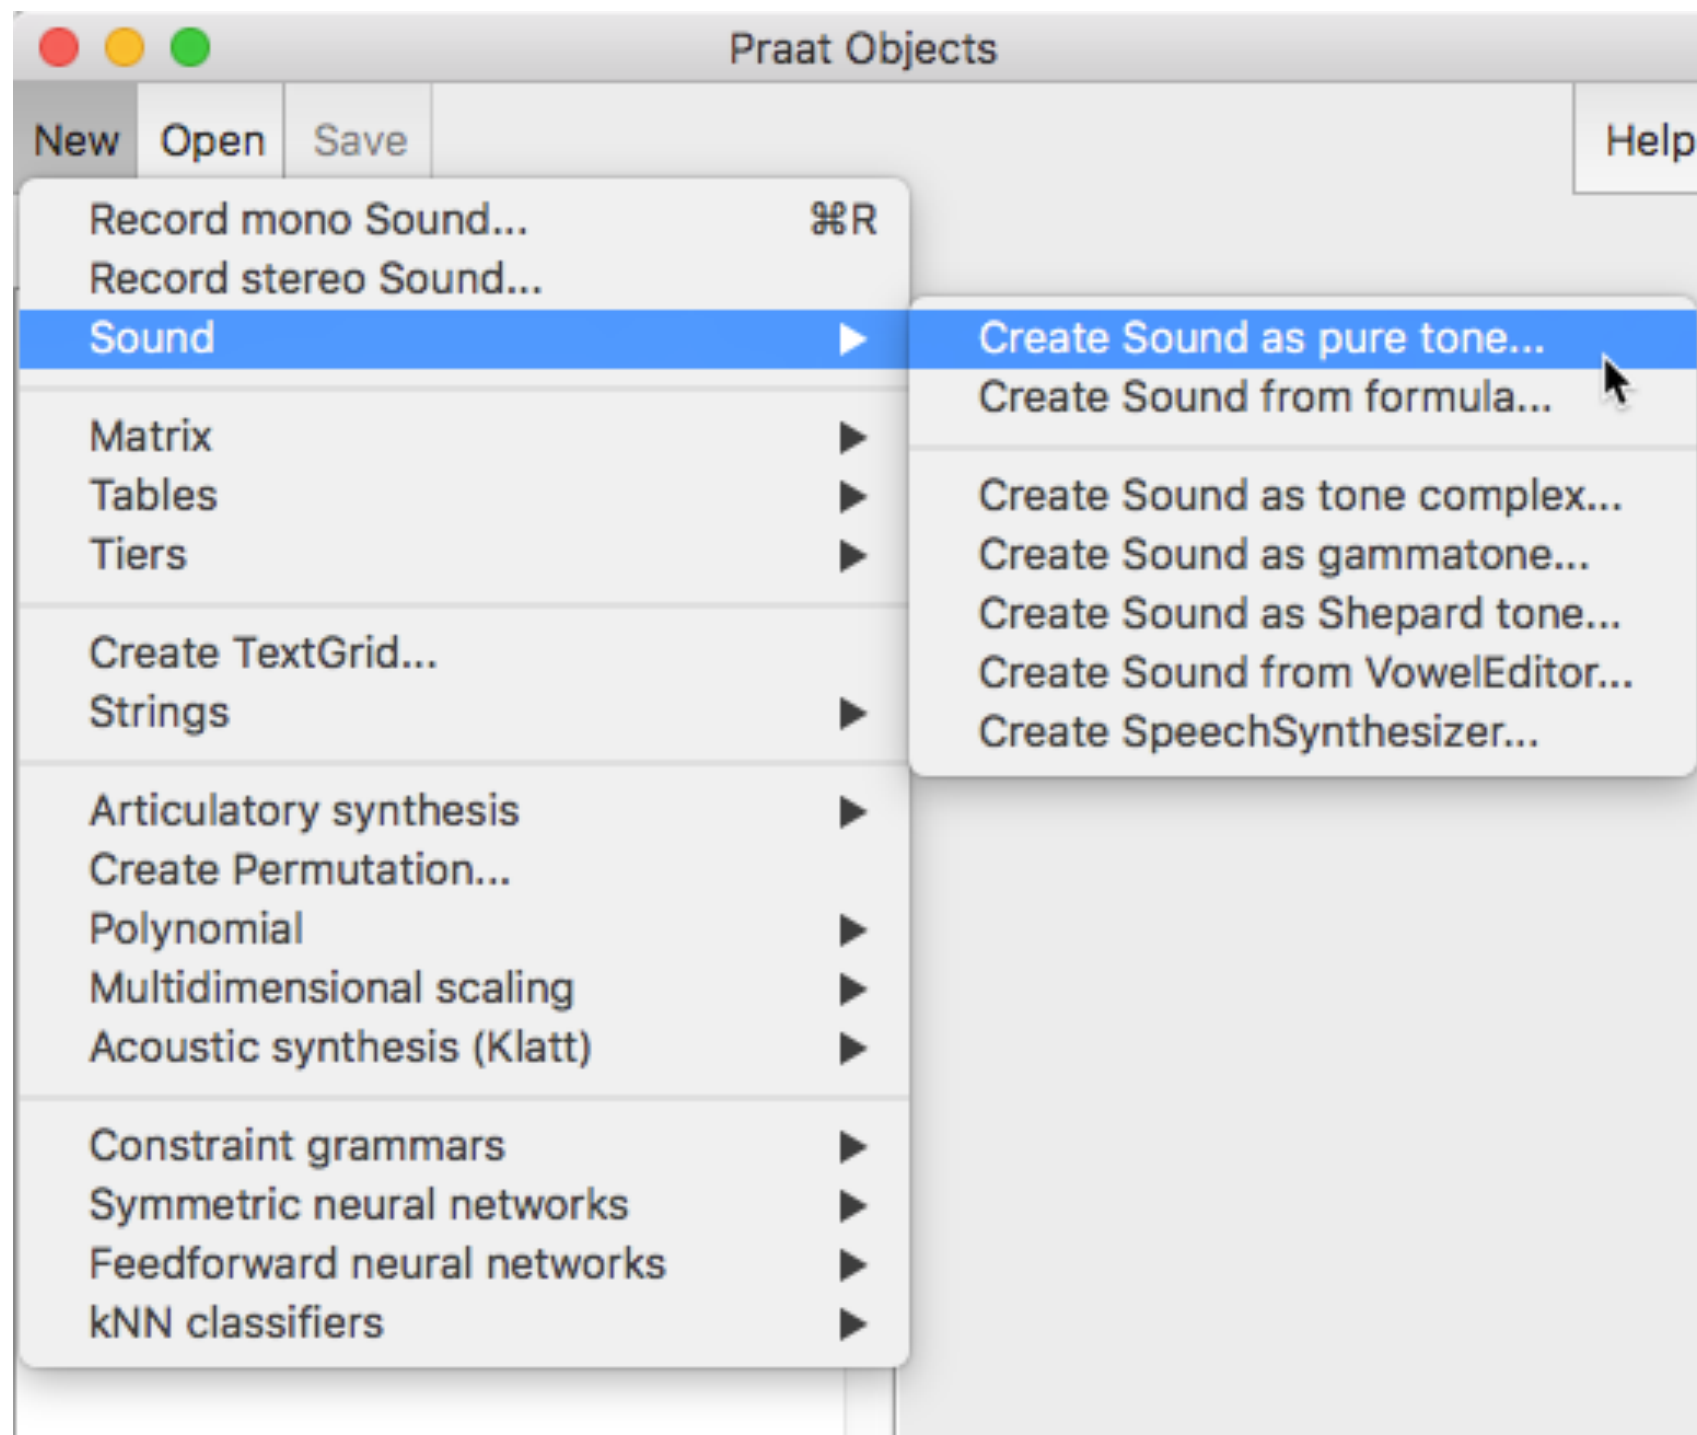 Praat Objects
New Open Save Help
Record mono Sound... ⌘R
Record stereo Sound...
Sound
Matrix
Tables
Tiers
Create TextGrid...
Strings
Articulatory synthesis
Create Permutation...
Polynomial
Multidimensional scaling
Acoustic synthesis (Klatt)
Constraint grammars
Symmetric neural networks
Feedforward neural networks
kNN classifiers
Create Sound as pure tone...
Create Sound from formula...
Create Sound as tone complex...
Create Sound as gammatone...
Create Sound as Shepard tone...
Create Sound from VowelEditor...
Create SpeechSynthesizer...